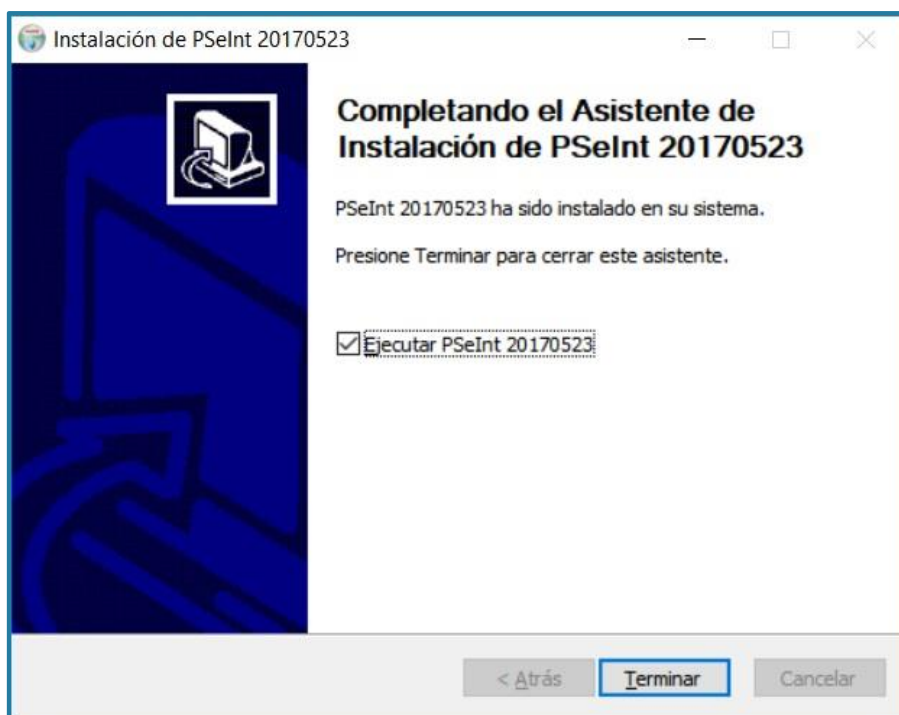 Instalación de PSeInt 20170523
Completando el Asistente de
Instalación de PSeInt 20170523
PSeInt 20170523 ha sido instalado en su sistema.
Presione Terminar para cerrar este asistente.
Ejecutar PSeInt 20170523
< Atrás Terminar Cancelar